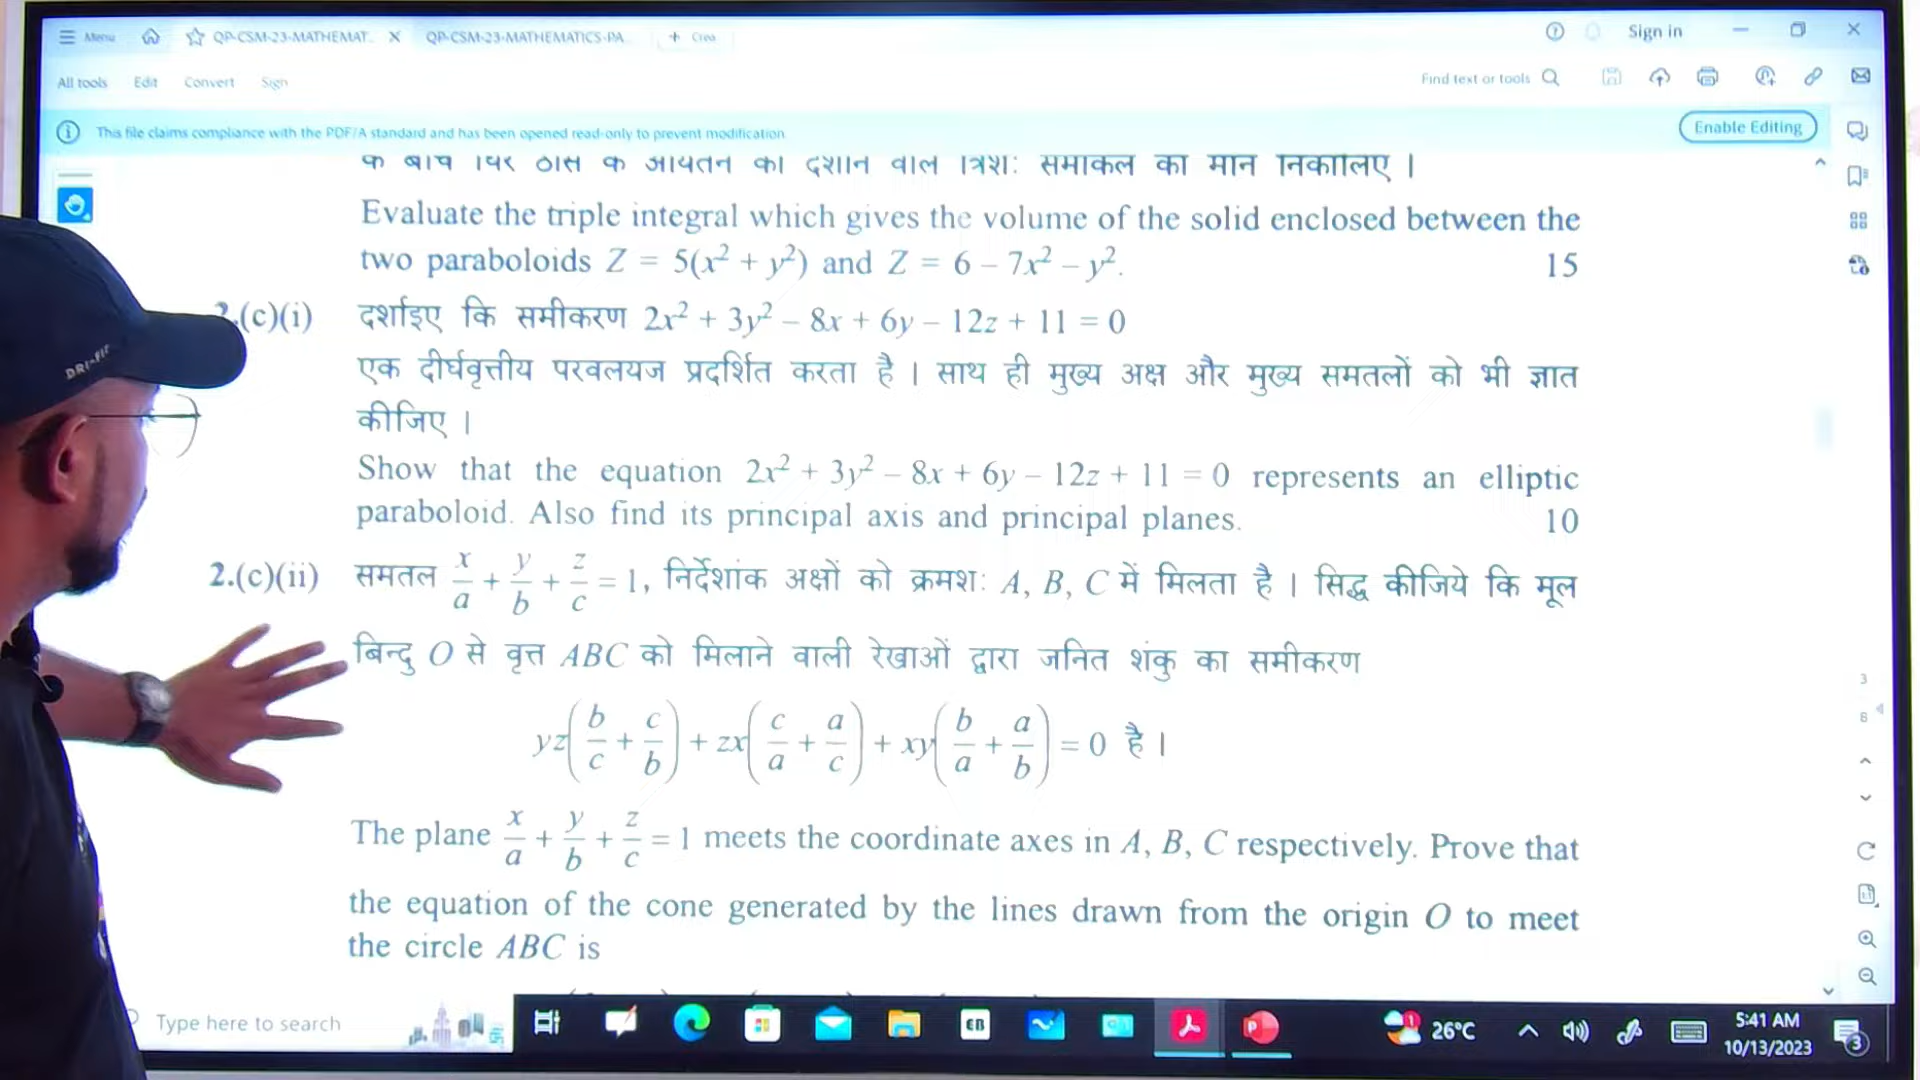 Menu QP-CSM-23-MATHEMAT... QP-CSM-23-MATHEMATICS-PA... + Crea Sign in
All tools Edit Convert Sign Find text or tools
This file claims compliance with the PDF/A standard and has been opened read-only to prevent modification Enable Editing
Evaluate the triple integral which gives the volume of the solid enclosed between the
two paraboloids Z = 5(x² + y²) and Z = 6 – 7x² – y². 15
(c)(i) दर्शाइए कि समीकरण 2x² + 3y² – 8x + 6y – 12z + 11 = 0
एक दीर्घवृत्तीय परवलयज प्रदर्शित करता है । साथ ही मुख्य अक्ष और मुख्य समतलों को भी ज्ञात
कीजिए ।
Show that the equation 2x² + 3y² – 8x + 6y – 12z + 11 = 0 represents an elliptic
paraboloid. Also find its principal axis and principal planes. 10
2.(c)(ii) समतल x/a + y/b + z/c = 1, निर्देशांक अक्षों को क्रमश: A, B, C में मिलता है । सिद्ध कीजिये कि मूल
बिन्दु O से वृत्त ABC को मिलाने वाली रेखाओं द्वारा जनित शंकु का समीकरण
yz(b/c + c/b) + zx(c/a + a/c) + xy(b/a + a/b) = 0 है ।
The plane x/a + y/b + z/c = 1 meets the coordinate axes in A, B, C respectively. Prove that
the equation of the cone generated by the lines drawn from the origin O to meet
the circle ABC is
3
8
DRI-FIT
Type here to search 26°C 5:41 AM
10/13/2023 3